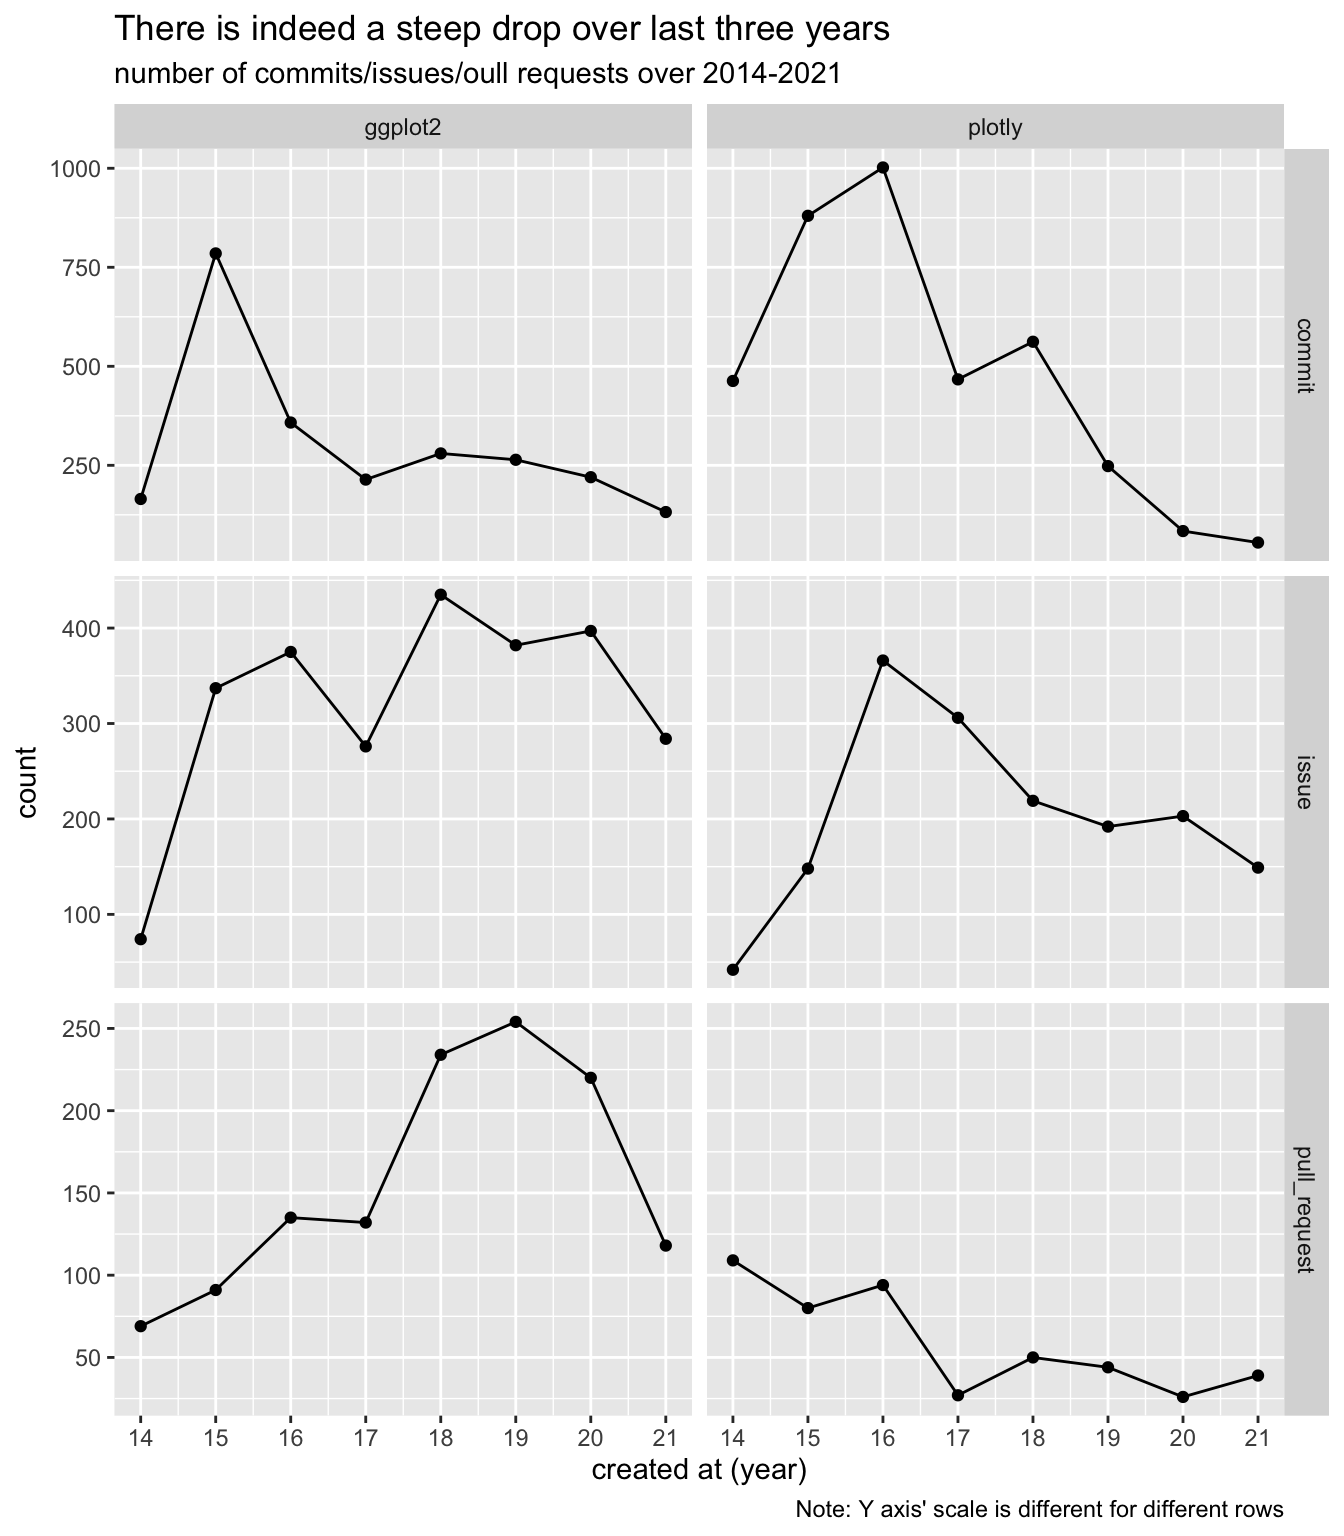 There is indeed a steep drop over last three years
number of commits/issues/oull requests over 2014-2021
ggplot2 plotly
1000
750
500
250
commit
400
300
200
100
issue
count
250
200
150
100
50
pull_request
14 15 16 17 18 19 20 21 14 15 16 17 18 19 20 21
created at (year)
Note: Y axis' scale is different for different rows